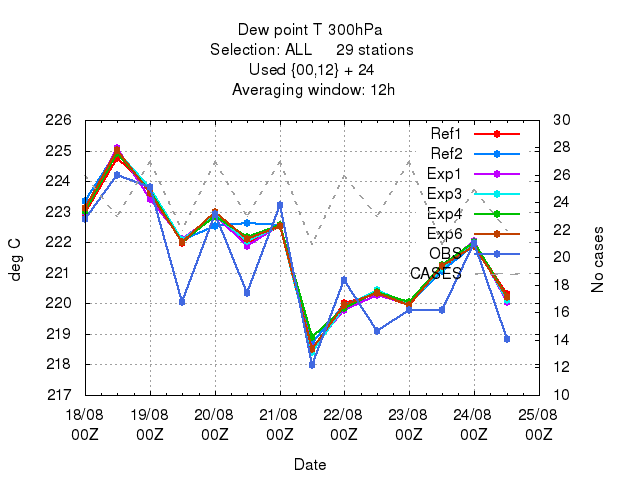 Dew point T 300hPa
Selection: ALL 29 stations
Used {00,12} + 24
Averaging window: 12h
226
225
224
223
222
221
220
219
218
217
deg C
30
28
26
24
22
20
18
16
14
12
10
No cases
Ref1
Ref2
Exp1
Exp3
Exp4
Exp6
OBS
CASES
18/08 19/08 20/08 21/08 22/08 23/08 24/08 25/08
00Z 00Z 00Z 00Z 00Z 00Z 00Z 00Z
Date